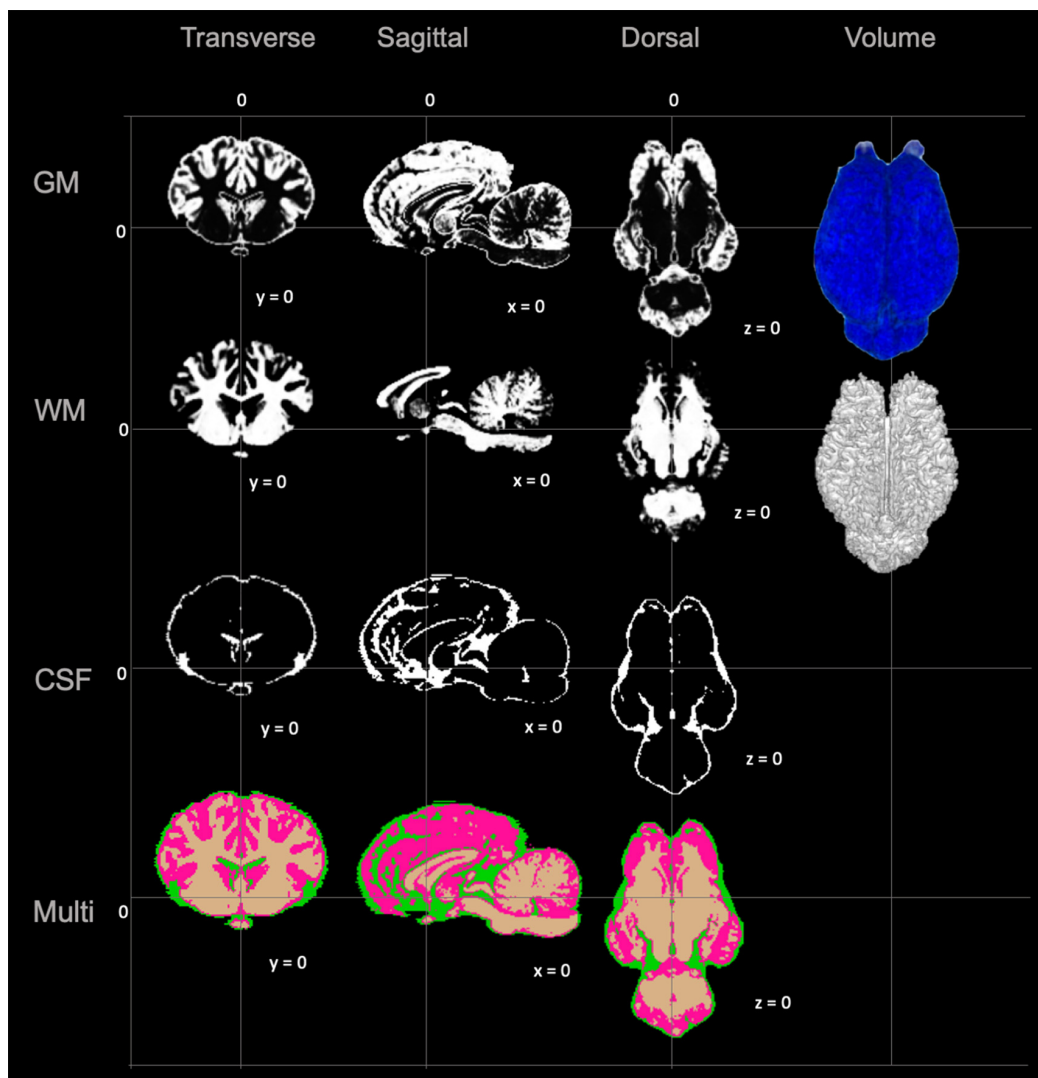 Transverse Sagittal Dorsal Volume
0 0 0
GM
0
y = 0 x = 0 z = 0
WM
0
y = 0 x = 0 z = 0
CSF
0
y = 0 x = 0 z = 0
Multi
0
y = 0 x = 0 z = 0